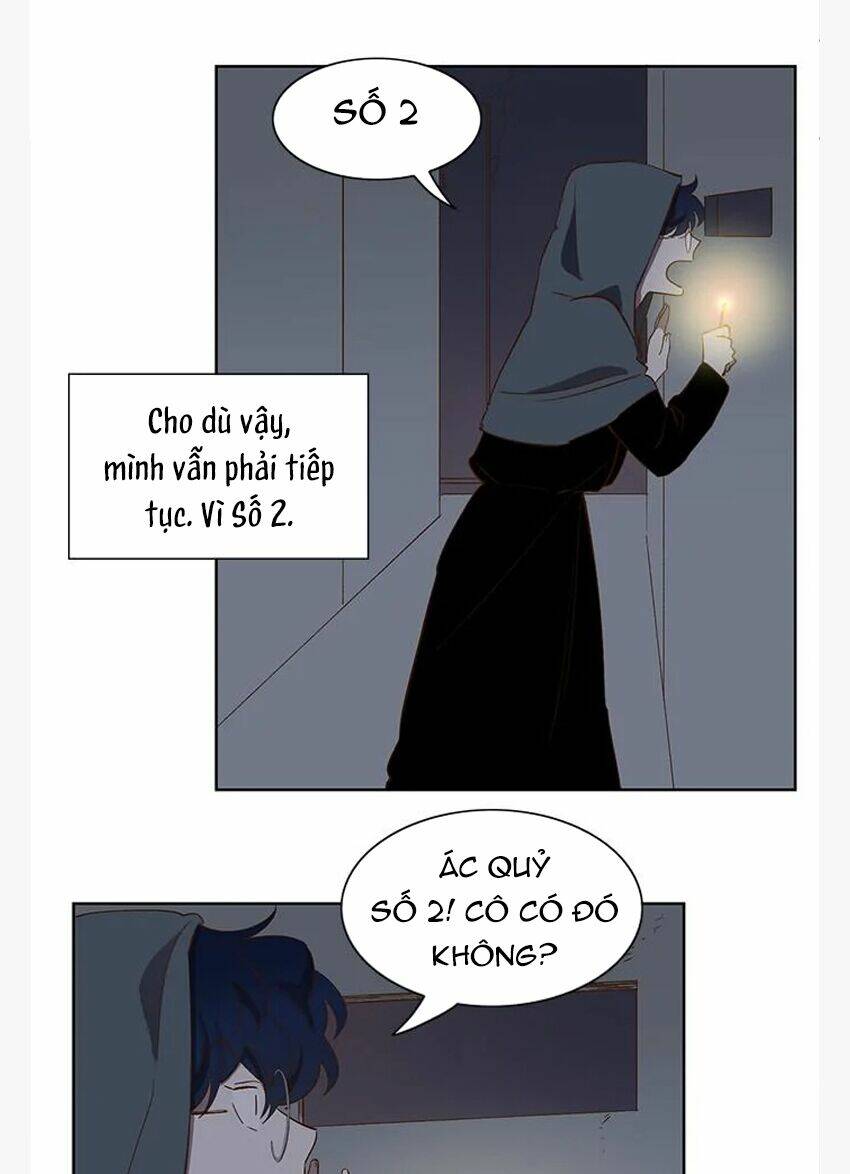 SỐ 2
Cho dù vậy,
mình vẫn phải tiếp
tục. Vì Số 2.
ÁC QUỶ
SỐ 2! CÔ CÓ ĐÓ
KHÔNG?